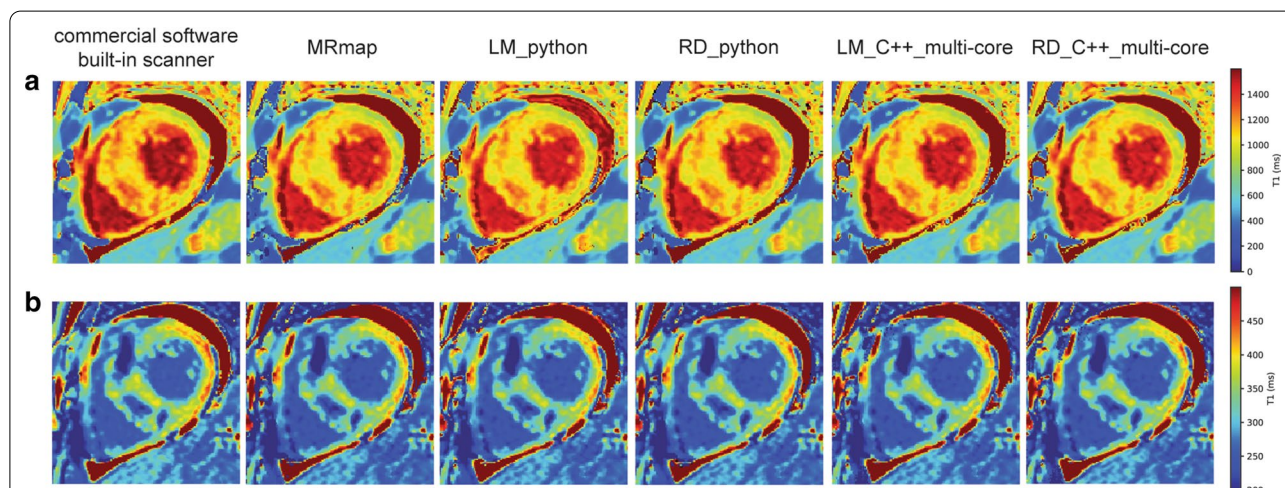 commercial software
built-in scanner
MRmap
LM_python
RD_python
LM_C++_multi-core
RD_C++_multi-core
a
1400
1200
1000
800
600
400
200
0
T1 (ms)
b
450
400
350
300
250
T1 (ms)